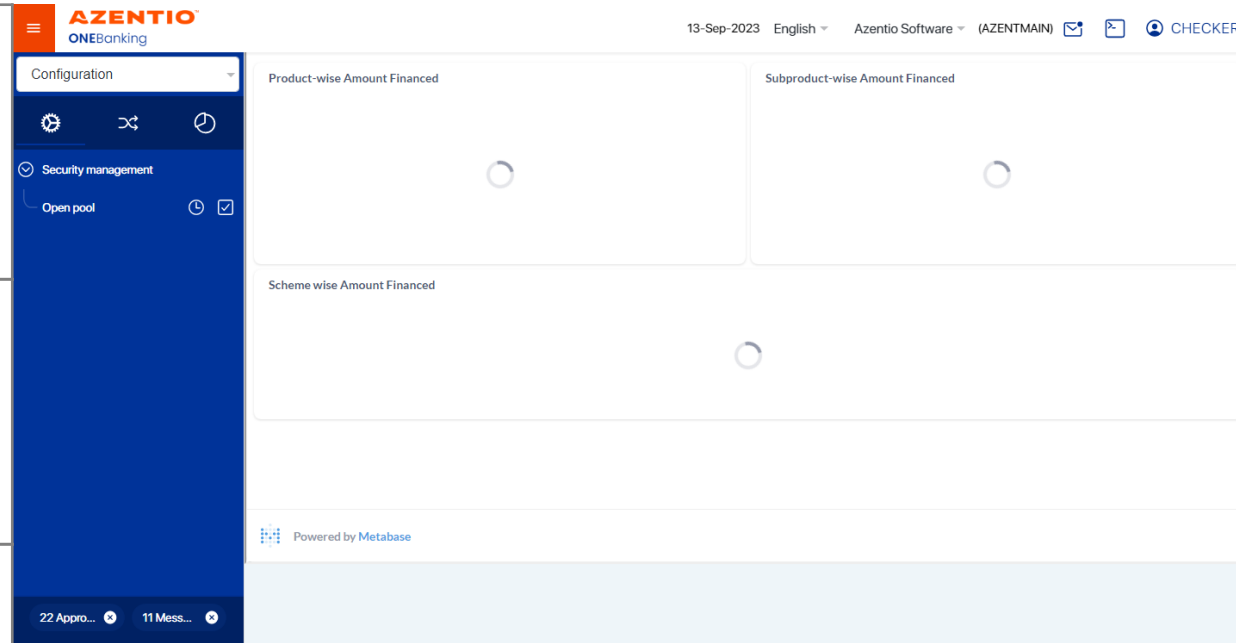 AZENTIO
ONEBanking
13-Sep-2023 English Azentio Software (AZENTMAIN) CHECKER
Configuration
Product-wise Amount Financed
Subproduct-wise Amount Financed
Security management
Open pool
Scheme wise Amount Financed
Powered by Metabase
22 Appro... 11 Mess...